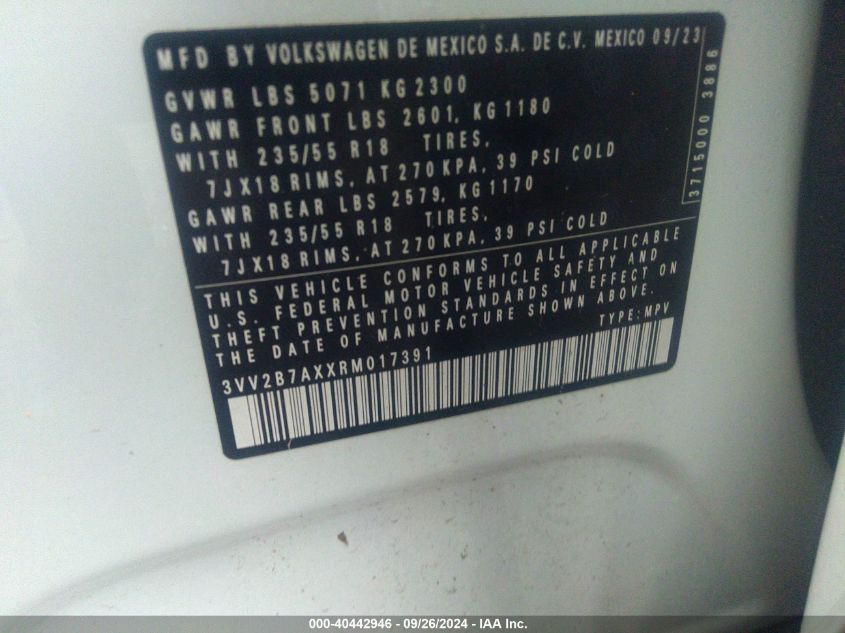 MFD BY VOLKSWAGEN DE MEXICO S.A. DE C.V. MEXICO 09/23
GVWR LBS 5071 KG 2300
GAWR FRONT LBS 2601, KG 1180
WITH 235/55 R18 TIRES,
7JX18 RIMS, AT 270 KPA, 39 PSI COLD
GAWR REAR LBS 2579, KG 1170
WITH 235/55 R18 TIRES,
7JX18 RIMS, AT 270 KPA, 39 PSI COLD
3715000 3886
THIS VEHICLE CONFORMS TO ALL APPLICABLE
U.S. FEDERAL MOTOR VEHICLE SAFETY AND
THEFT PREVENTION STANDARDS IN EFFECT ON
THE DATE OF MANUFACTURE SHOWN ABOVE.
TYPE: MPV
3VV2B7AXXRM017391
000-40442946 - 09/26/2024 - IAA Inc.